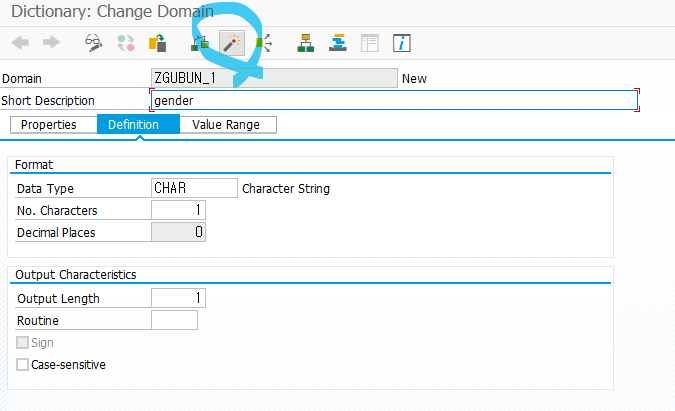 Dictionary: Change Domain
Domain ZGUBUN_1 New
Short Description gender
Properties Definition Value Range
Format
Data Type CHAR Character String
No. Characters 1
Decimal Places 0
Output Characteristics
Output Length 1
Routine
Sign
Case-sensitive